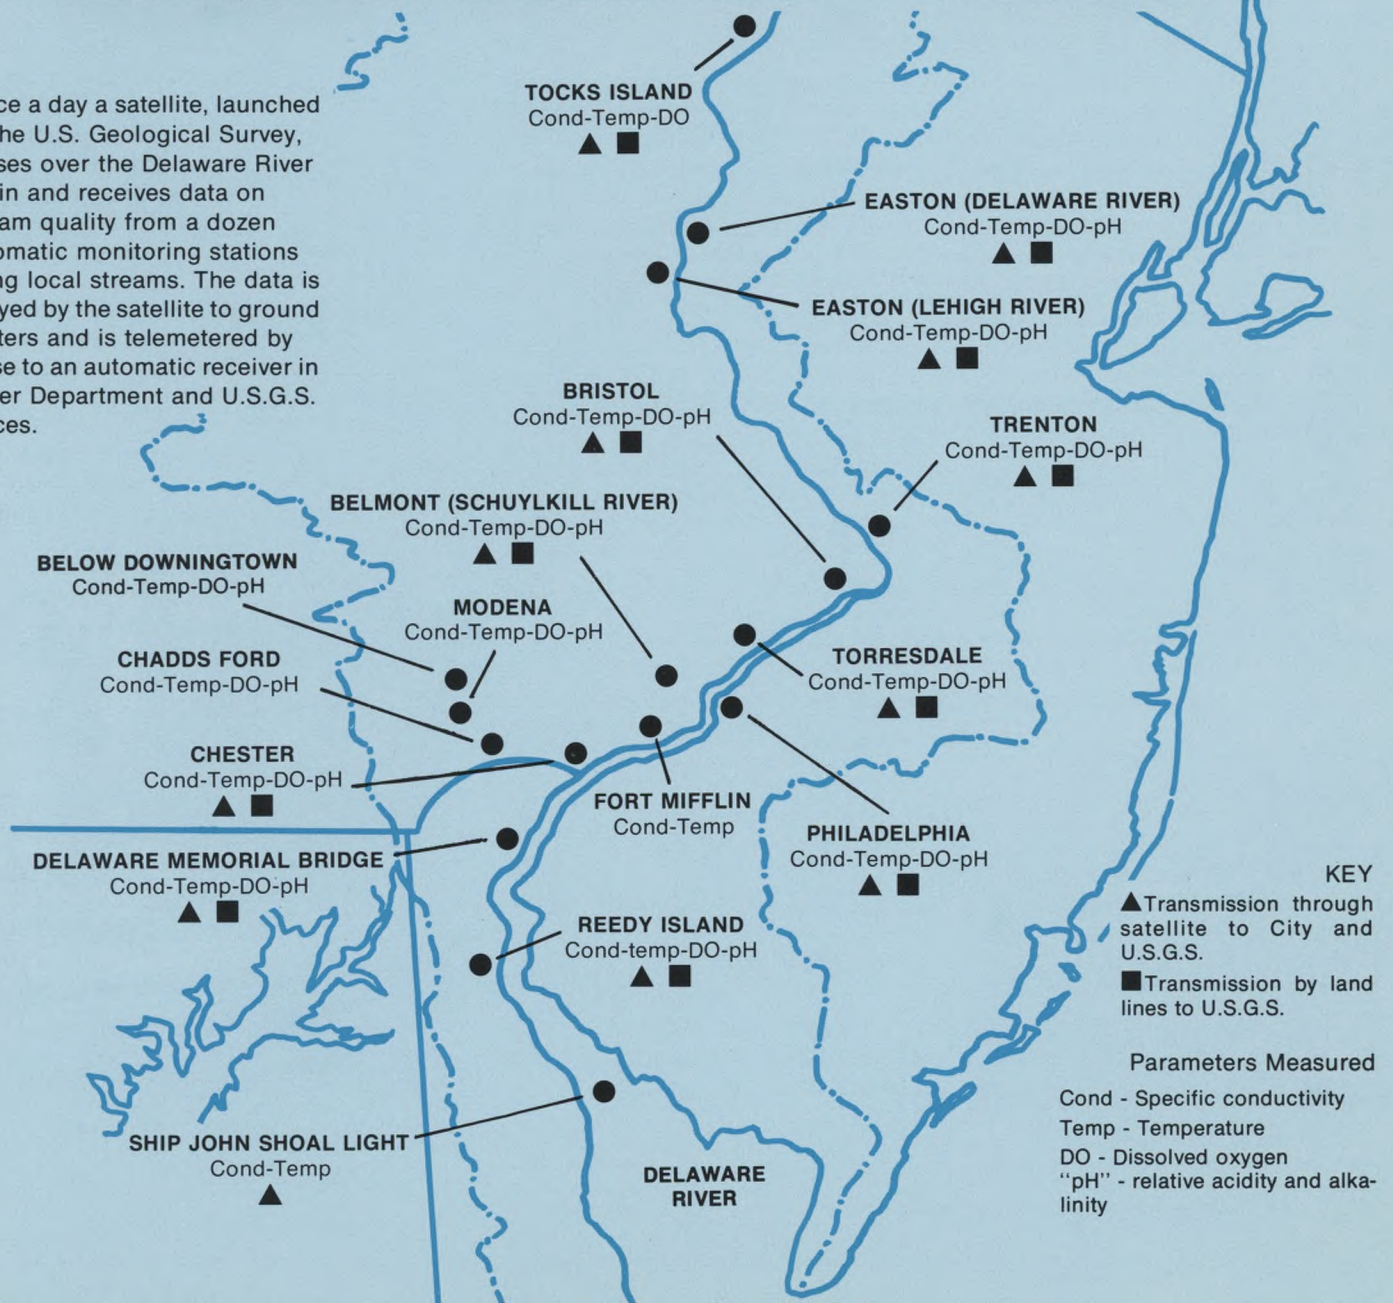 ce a day a satellite, launched
he U.S. Geological Survey,
ses over the Delaware River
in and receives data on
am quality from a dozen
omatic monitoring stations
ng local streams. The data is
yed by the satellite to ground
ters and is telemetered by
se to an automatic receiver in
er Department and U.S.G.S.
ces.
TOCKS ISLAND
Cond-Temp-DO
▲ ■
EASTON (DELAWARE RIVER)
Cond-Temp-DO-pH
▲ ■
EASTON (LEHIGH RIVER)
Cond-Temp-DO-pH
▲ ■
BRISTOL
Cond-Temp-DO-pH
▲ ■
TRENTON
Cond-Temp-DO-pH
▲ ■
BELMONT (SCHUYLKILL RIVER)
Cond-Temp-DO-pH
▲ ■
BELOW DOWNINGTOWN
Cond-Temp-DO-pH
MODENA
Cond-Temp-DO-pH
CHADDS FORD
Cond-Temp-DO-pH
TORRESDALE
Cond-Temp-DO-pH
▲ ■
CHESTER
Cond-Temp-DO-pH
▲ ■
FORT MIFFLIN
Cond-Temp
PHILADELPHIA
Cond-Temp-DO-pH
▲ ■
DELAWARE MEMORIAL BRIDGE
Cond-Temp-DO-pH
▲ ■
REEDY ISLAND
Cond-temp-DO-pH
▲ ■
SHIP JOHN SHOAL LIGHT
Cond-Temp
▲
DELAWARE
RIVER
KEY
▲Transmission through
satellite to City and
U.S.G.S.
■Transmission by land
lines to U.S.G.S.
Parameters Measured
Cond - Specific conductivity
Temp - Temperature
DO - Dissolved oxygen
"pH" - relative acidity and alka-
linity